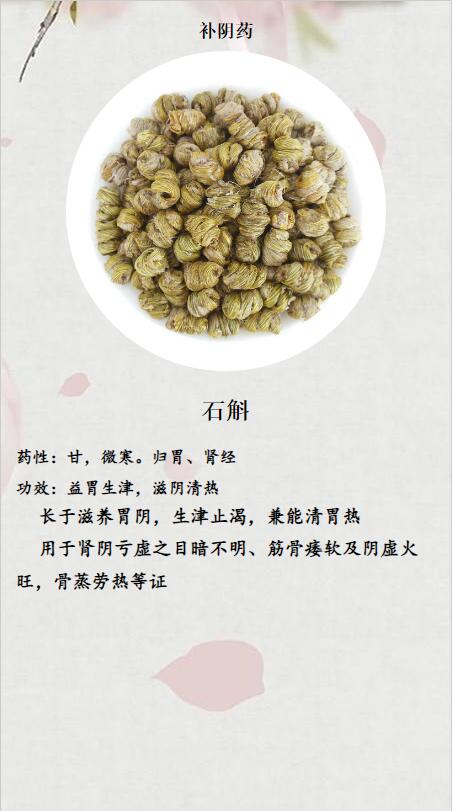 补阴药
石斛
药性：甘，微寒。归胃、肾经
功效：益胃生津，滋阴清热
长于滋养胃阴，生津止渴，兼能清胃热
用于肾阴亏虚之目暗不明、筋骨痿软及阴虚火
旺，骨蒸劳热等证